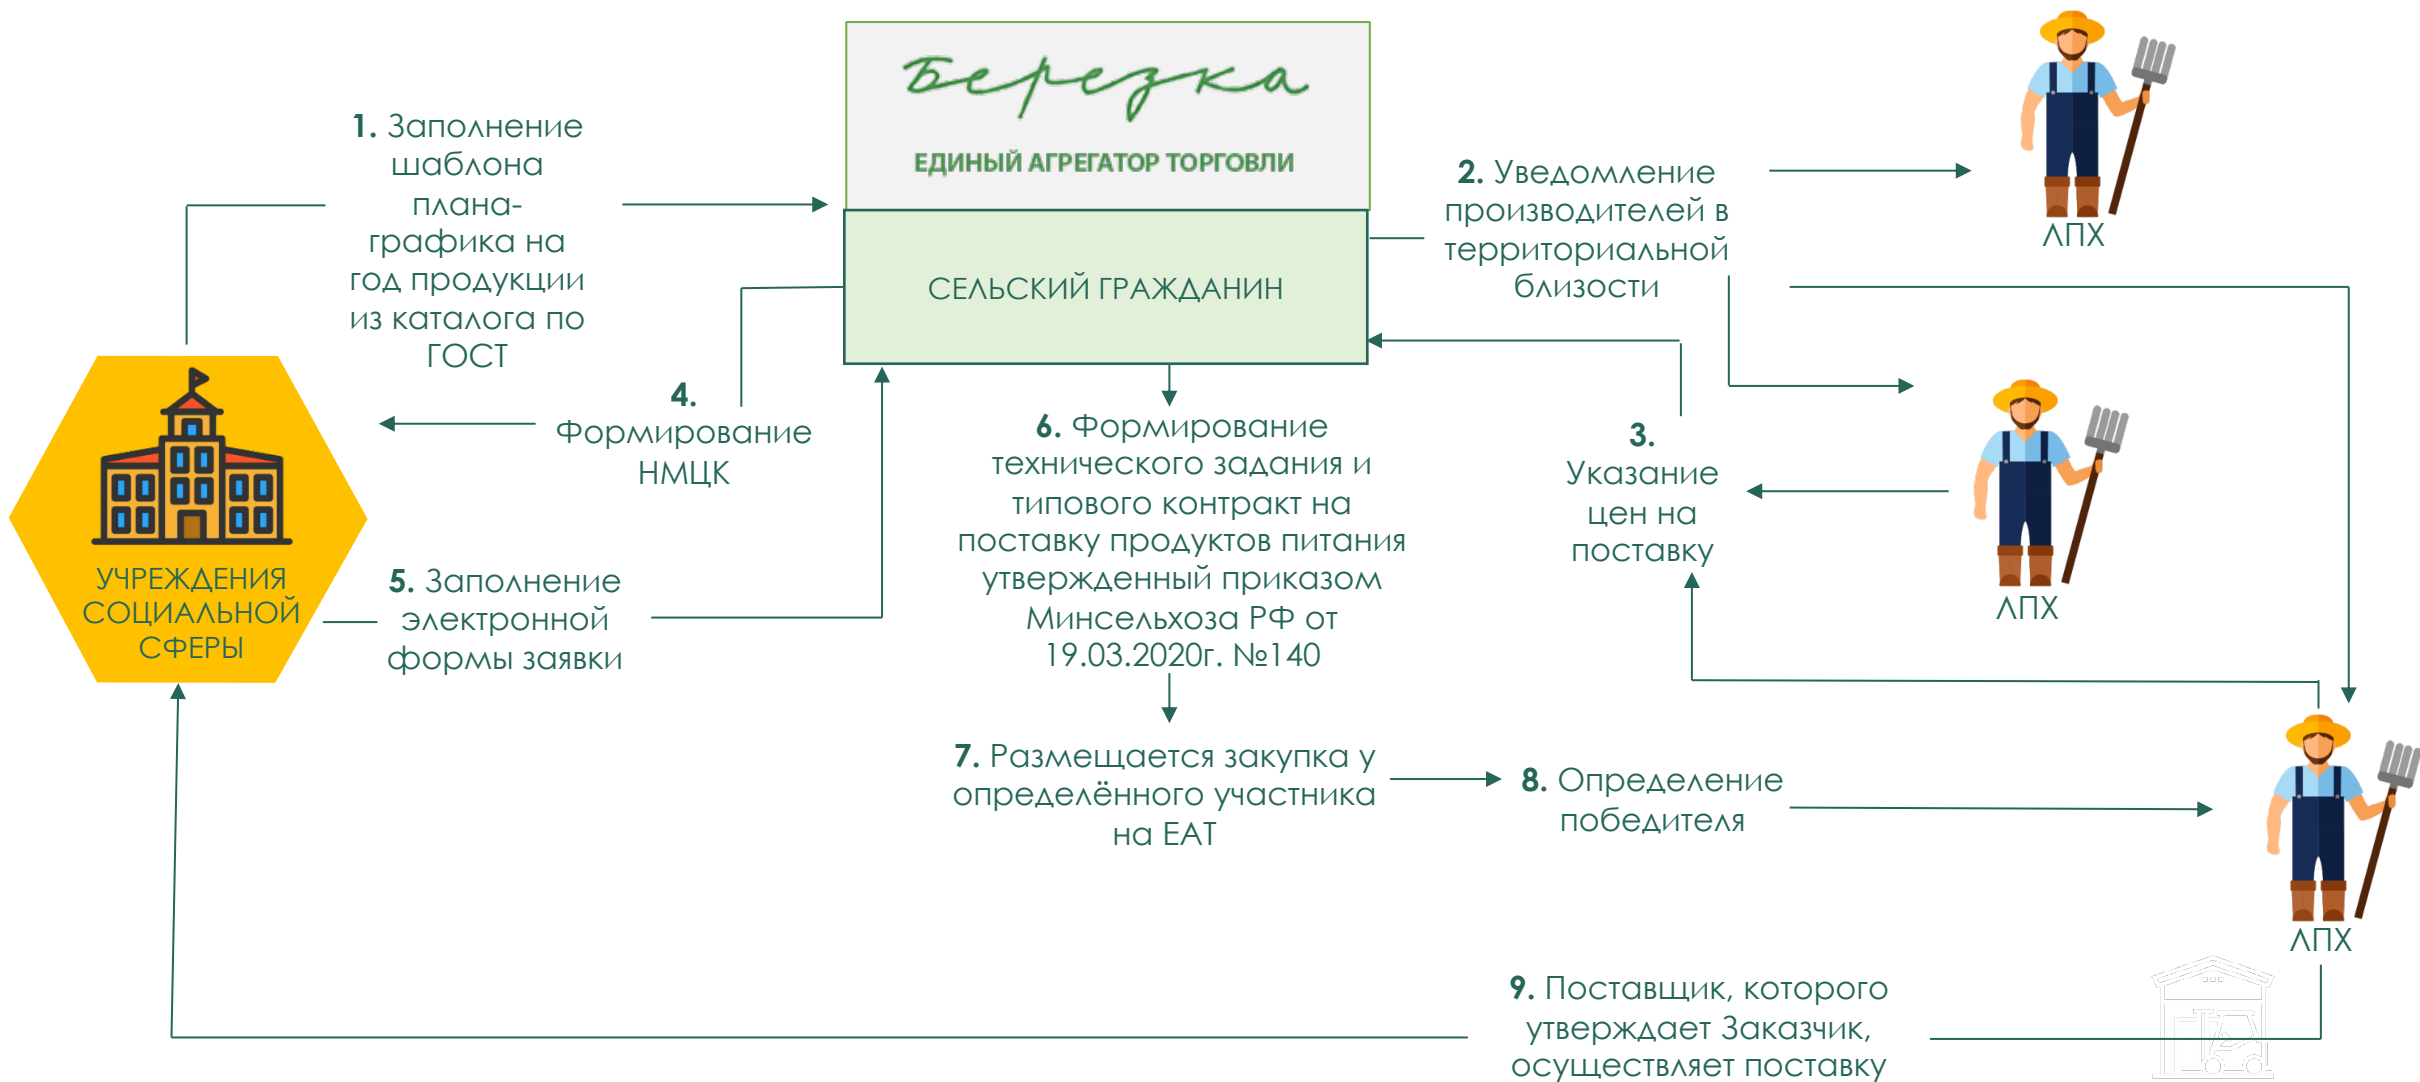 Березка
ЕДИНЫЙ АГРЕГАТОР ТОРГОВЛИ
СЕЛЬСКИЙ ГРАЖДАНИН
1. Заполнение
шаблона
плана-
графика на
год продукции
из каталога по
ГОСТ
2. Уведомление
производителей в
территориальной
близости
ЛПХ
3.
Указание
цен на
поставку
ЛПХ
4.
Формирование
НМЦК
УЧРЕЖДЕНИЯ
СОЦИАЛЬНОЙ
СФЕРЫ
5. Заполнение
электронной
формы заявки
6. Формирование
технического задания и
типового контракт на
поставку продуктов питания
утвержденный приказом
Минсельхоза РФ от
19.03.2020г. №140
7. Размещается закупка у
определённого участника
на ЕАТ
8. Определение
победителя
ЛПХ
9. Поставщик, которого
утверждает Заказчик,
осуществляет поставку